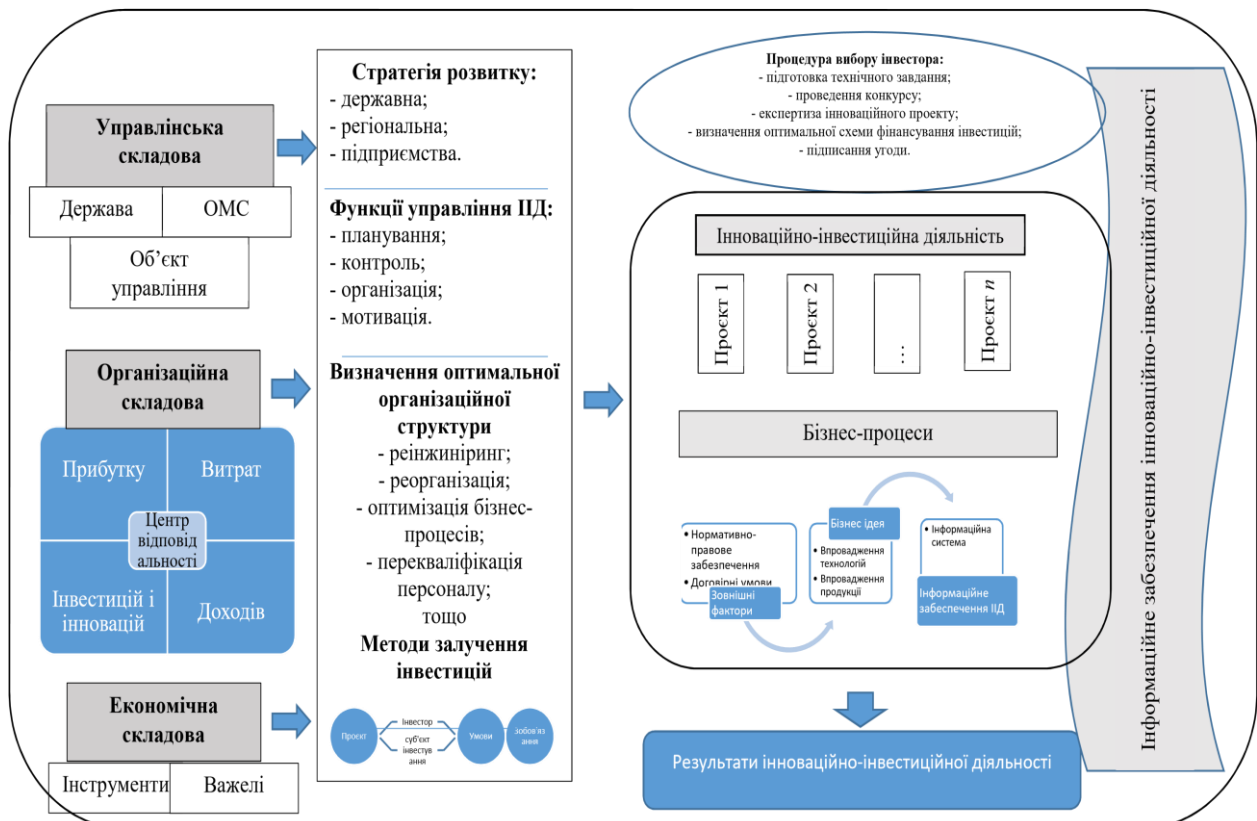 Управлінська
складова
Держава
ОМС
Об’єкт
управління
Організаційна
складова
Прибутку
Витрат
Центр
відповід
альності
Інвестицій і
інновацій
Доходів
Економічна
складова
Інструменти
Важелі
Стратегія розвитку:
- державна;
- регіональна;
- підприємства.
Функції управління ІІД:
- планування;
- контроль;
- організація;
- мотивація.
Визначення оптимальної
організаційної
структури
- реінжиніринг;
- реорганізація;
- оптимізація бізнес-
процесів;
- перекваліфікація
персоналу;
тощо
Методи залучення
інвестицій
Проєкт
Інвестор
суб'єкт
інвестув
ання
Умови
зобов'яз
ання
Процедура вибору інвестора:
- підготовка технічного завдання;
- проведення конкурсу;
- експертиза інноваційного проекту;
- визначення оптимальної схеми фінансування інвестицій;
- підписання угоди.
Інноваційно-інвестиційна діяльність
Проєкт 1
Проєкт 2
…
Проєкт n
Бізнес-процеси
• Нормативно-
правове
забезпечення
• Договірні умови
Зовнішні
фактори
Бізнес ідея
• Впровадження
технологій
• Впровадження
продукції
• Інформаційна
система
Інформаційне
забезпечення ІІД
Результати інноваційно-інвестиційної діяльності
Інформаційне забезпечення інноваційно-інвестиційної діяльності